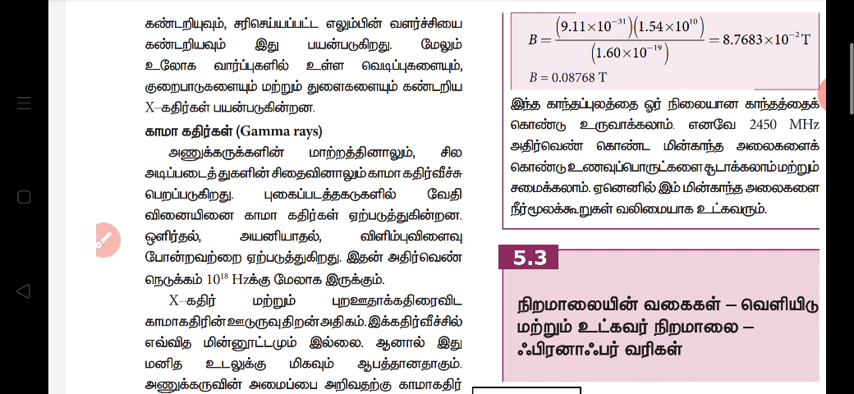 கண்டறியவும், சரிசெய்யப்பட்ட எலும்பின் வளர்ச்சியை
கண்டறியவும் இது பயன்படுகிறது. மேலும்
உலோக வார்ப்புகளில் உள்ள வெடிப்புகளையும்,
குறைபாடுகளையும் மற்றும் துளைகளையும் கண்டறிய
X–கதிர்கள் பயன்படுகின்றன.
காமா கதிர்கள் (Gamma rays)
அணுக்கருக்களின் மாற்றத்தினாலும், சில
அடிப்படைத்துகளின் சிதைவினாலும் காமா கதிர்வீச்சு
பெறப்படுகிறது. புகைப்படத்தகடுகளில் வேதி
வினையினை காமா கதிர்கள் ஏற்படுத்துகின்றன.
ஒளிர்தல், அயனியாதல், விளிம்புவிளைவு
போன்றவற்றை ஏற்படுத்துகிறது. இதன் அதிர்வெண்
நெடுக்கம் 10¹⁸ Hzக்கு மேலாக இருக்கும்.
X–கதிர் மற்றும் புறஊதாக்கதிரைவிட
காமாகதிரின் ஊடுருவுதிறன் அதிகம். இக்கதிர்வீச்சில்
எவ்வித மின்னூட்டமும் இல்லை. ஆனால் இது
மனித உடலுக்கு மிகவும் ஆபத்தானதாகும்.
அணுக்கருவின் அமைப்பை அறிவதற்கு காமாகதிர்
B = (9.11×10⁻³¹)(1.54×10¹⁰) / (1.60×10⁻¹⁹) = 8.7683×10⁻² T
B = 0.08768 T
இந்த காந்தப்புலத்தை ஓர் நிலையான காந்தத்தைக்
கொண்டு உருவாக்கலாம். எனவே 2450 MHz
அதிர்வெண் கொண்ட மின்காந்த அலைகளைக்
கொண்டு உணவுப்பொருட்களை சூடாக்கலாம் மற்றும்
சமைக்கலாம். ஏனெனில் இம் மின்காந்த அலைகளை
நீர்மூலக்கூறுகள் வலிமையாக உட்கவரும்.
5.3
நிறமாலையின் வகைகள் – வெளியிடு
மற்றும் உட்கவர் நிறமாலை –
ஃபிரனாஃபர் வரிகள்